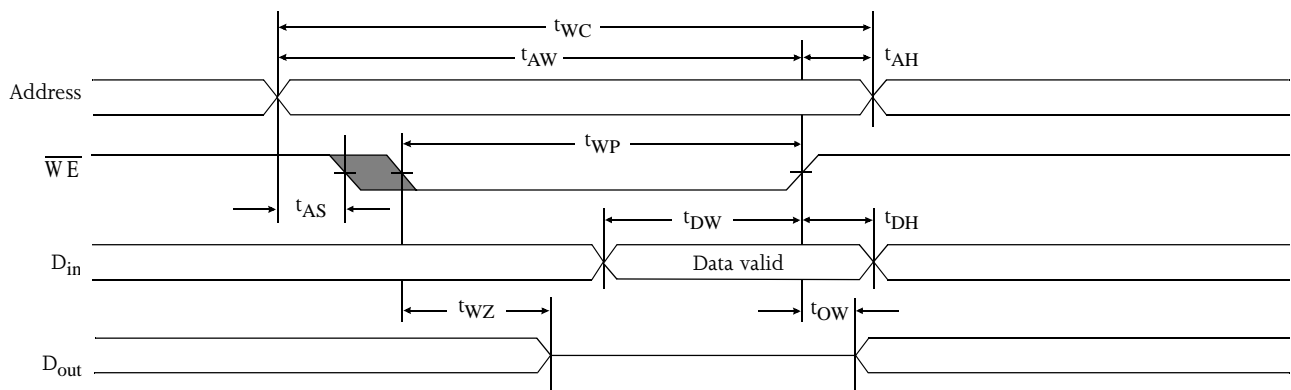 tWC
tAW
tAH
Address
tWP
WE
tAS
tDW
tDH
Din
Data valid
tWZ
tOW
Dout